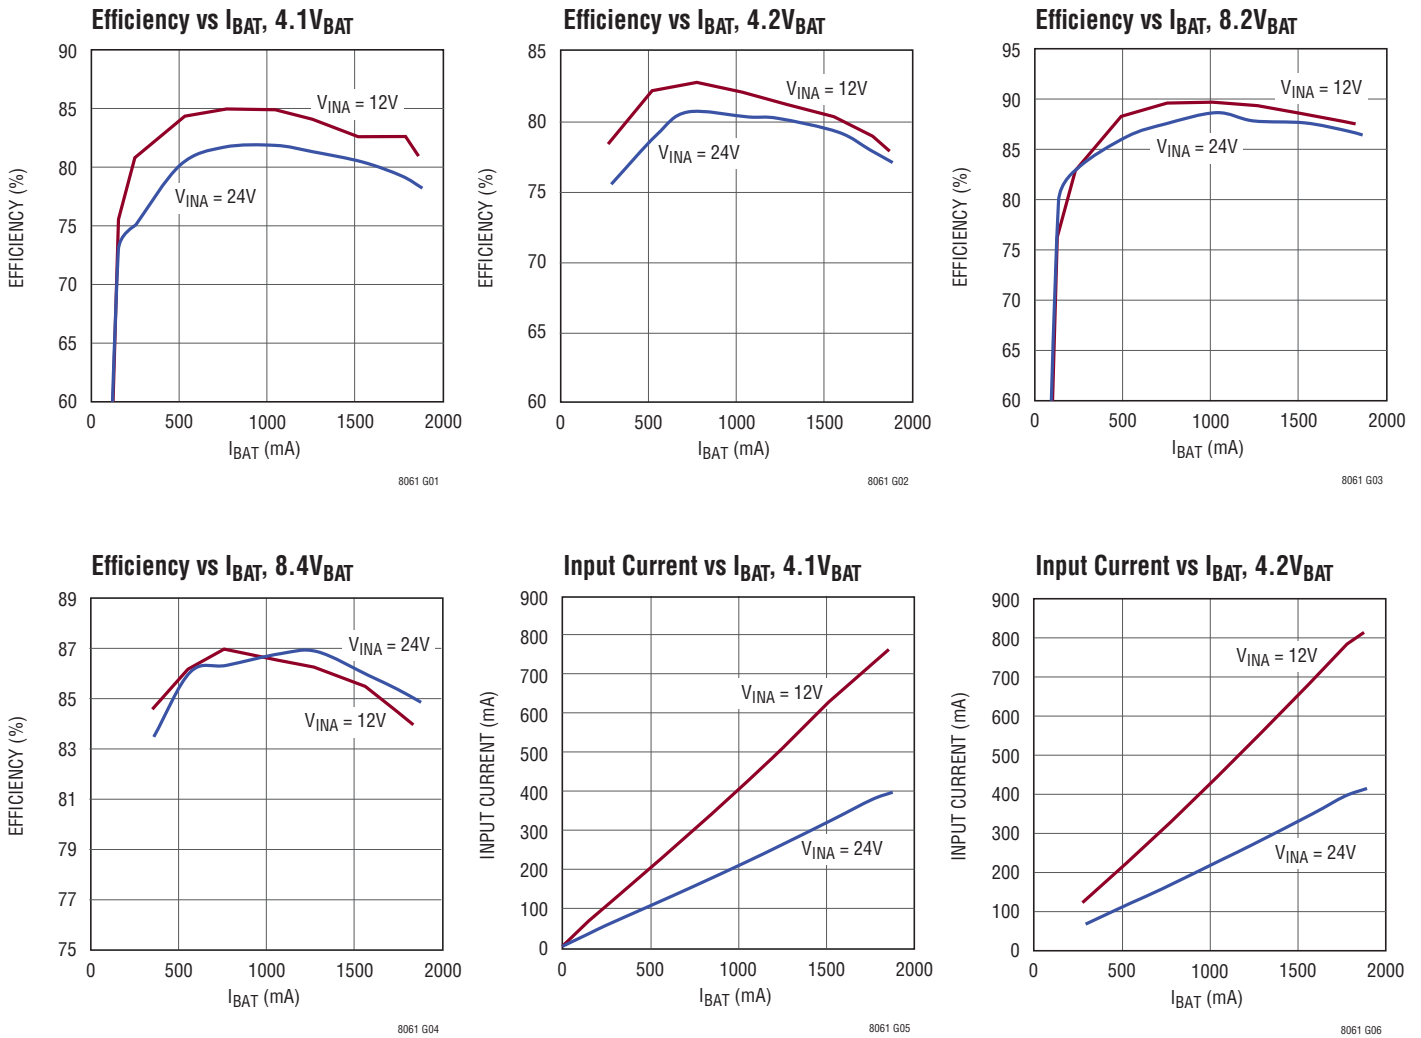 Efficiency vs IBAT, 4.1VBAT
90
85
80
75
70
65
60
EFFICIENCY (%)
VINA = 12V
VINA = 24V
0 500 1000 1500 2000
IBAT (mA)
8061 G01
Efficiency vs IBAT, 4.2VBAT
85
80
75
70
65
60
EFFICIENCY (%)
VINA = 12V
VINA = 24V
0 500 1000 1500 2000
IBAT (mA)
8061 G02
Efficiency vs IBAT, 8.2VBAT
95
90
85
80
75
70
65
60
EFFICIENCY (%)
VINA = 12V
VINA = 24V
0 500 1000 1500 2000
IBAT (mA)
8061 G03
Efficiency vs IBAT, 8.4VBAT
89
87
85
83
81
79
77
75
EFFICIENCY (%)
VINA = 24V
VINA = 12V
0 500 1000 1500 2000
IBAT (mA)
8061 G04
Input Current vs IBAT, 4.1VBAT
900
800
700
600
500
400
300
200
100
0
INPUT CURRENT (mA)
VINA = 12V
VINA = 24V
0 500 1000 1500 2000
IBAT (mA)
8061 G05
Input Current vs IBAT, 4.2VBAT
900
800
700
600
500
400
300
200
100
0
INPUT CURRENT (mA)
VINA = 12V
VINA = 24V
0 500 1000 1500 2000
IBAT (mA)
8061 G06